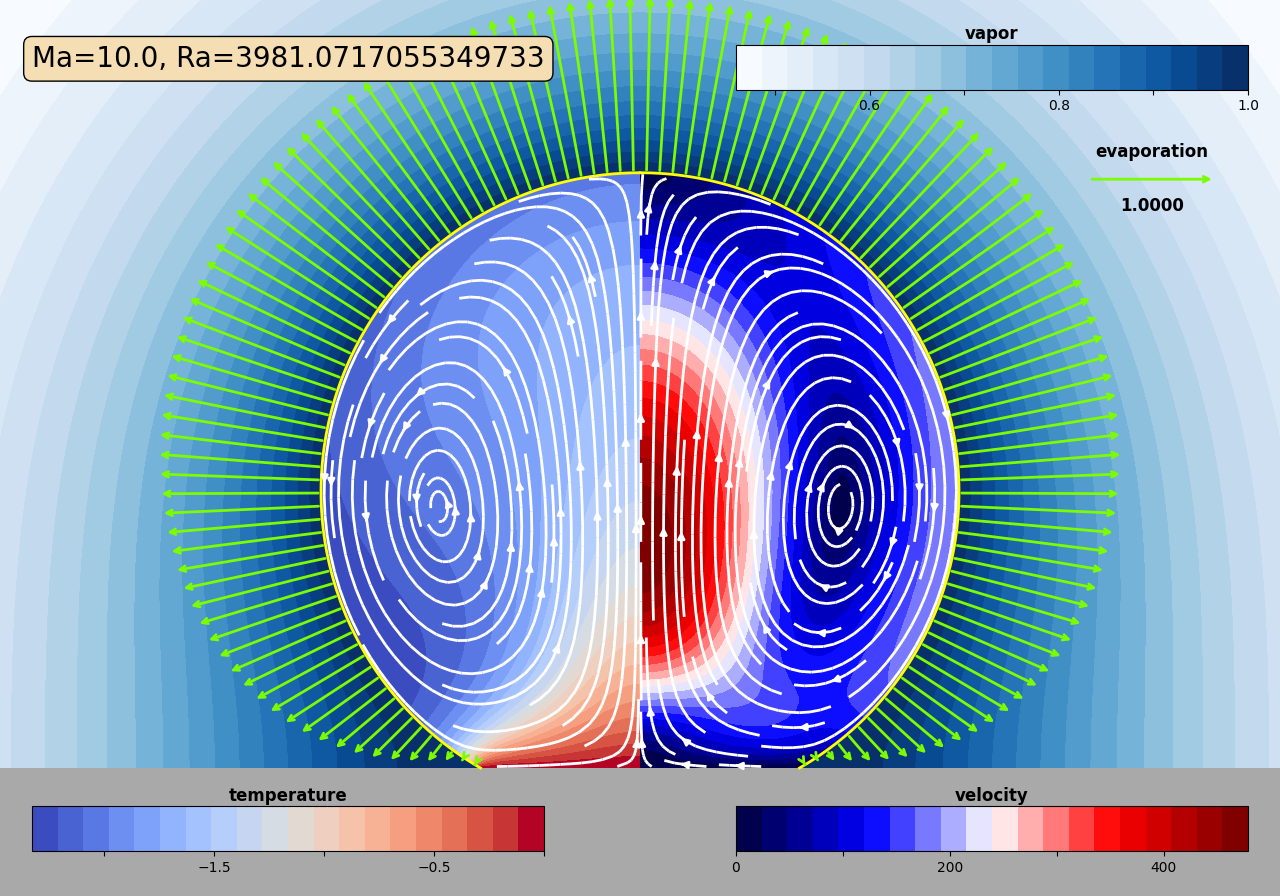 vapor
Ma=10.0, Ra=3981.0717055349733
0.6 0.8 1.0
evaporation
1.0000
temperature velocity
−1.5 −0.5 0 200 400